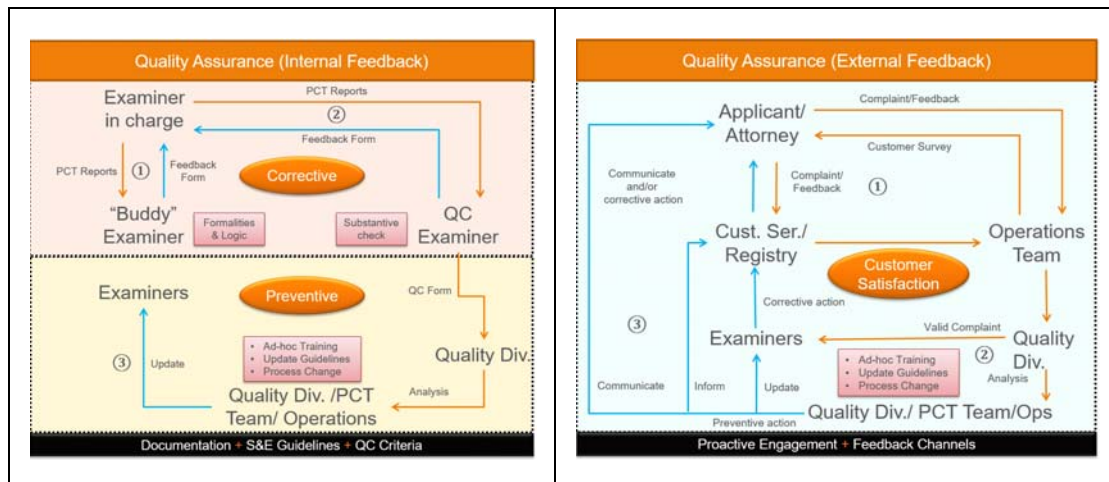 Quality Assurance (Internal Feedback)
Examiner
in charge
PCT Reports
②
Feedback Form
PCT Reports
①
Feedback
Form
Corrective
"Buddy"
Examiner
Formalities
& Logic
Substantive
check
QC
Examiner
Examiners
Preventive
QC Form
③
Update
• Ad-hoc Training
• Update Guidelines
• Process Change
Quality Div.
Quality Div. /PCT
Team/ Operations
Analysis
Documentation + S&E Guidelines + QC Criteria
Quality Assurance (External Feedback)
Applicant/
Attorney
Complaint/Feedback
Customer Survey
Communicate
and/or
corrective action
Complaint/
Feedback
①
Cust. Ser./
Registry
Operations
Team
Customer
Satisfaction
Corrective action
③
Examiners
Valid Complaint
②
Quality
Div.
• Ad-hoc Training
• Update Guidelines
• Process Change
Analysis
Communicate
Inform
Update
Quality Div./ PCT Team/Ops
Preventive action
Proactive Engagement + Feedback Channels